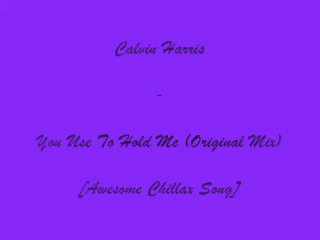 Calvin Harris
-
You Use To Hold Me (Original Mix)
[Awesome Chillax Song]